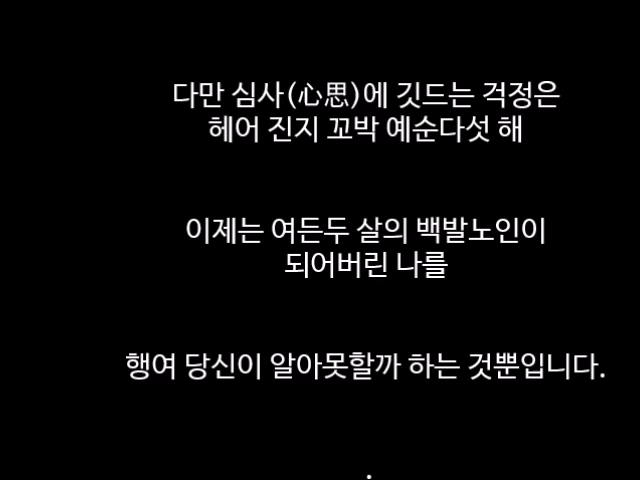 다만 심사(心思)에 깃드는 걱정은
헤어 진지 꼬박 예순다섯 해
이제는 여든두 살의 백발노인이
되어버린 나를
행여 당신이 알아못할까 하는 것뿐입니다.
.